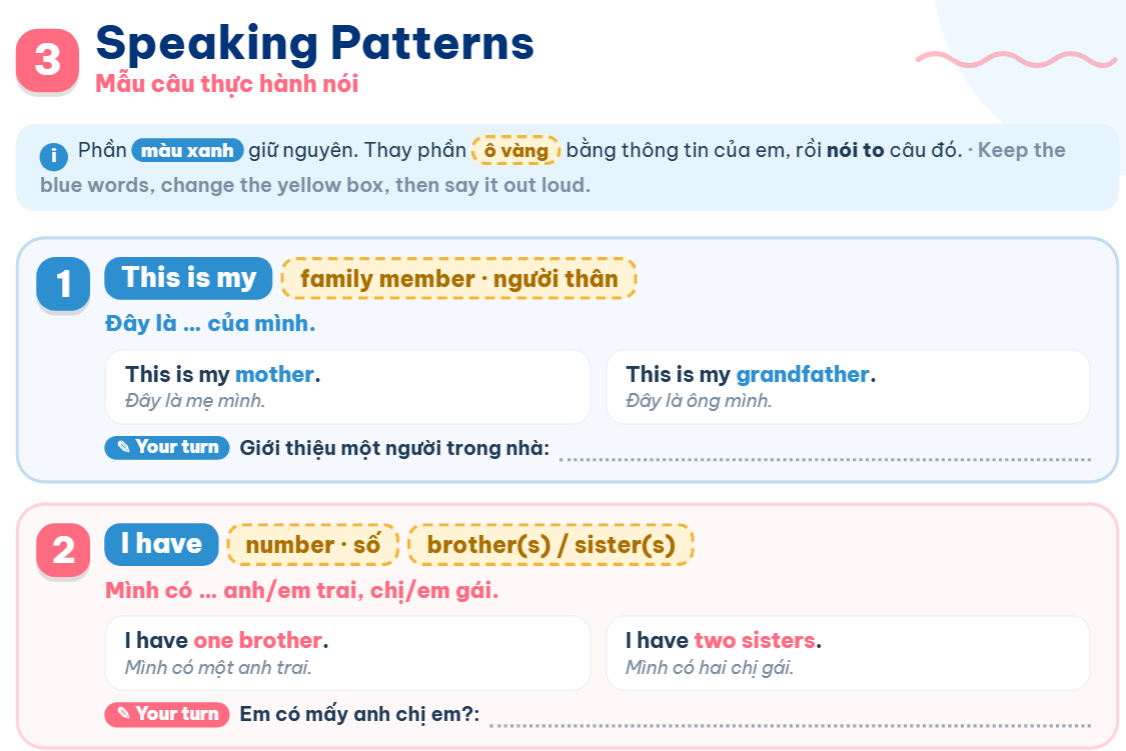 3
Speaking Patterns
Mẫu câu thực hành nói
i Phần màu xanh giữ nguyên. Thay phần ô vàng bằng thông tin của em, rồi nói to câu đó. · Keep the
blue words, change the yellow box, then say it out loud.
1 This is my family member · người thân
Đây là ... của mình.
This is my mother.
Đây là mẹ mình.
This is my grandfather.
Đây là ông mình.
✎ Your turn Giới thiệu một người trong nhà:
2 I have number · số brother(s) / sister(s)
Mình có ... anh/em trai, chị/em gái.
I have one brother.
Mình có một anh trai.
I have two sisters.
Mình có hai chị gái.
✎ Your turn Em có mấy anh chị em?: